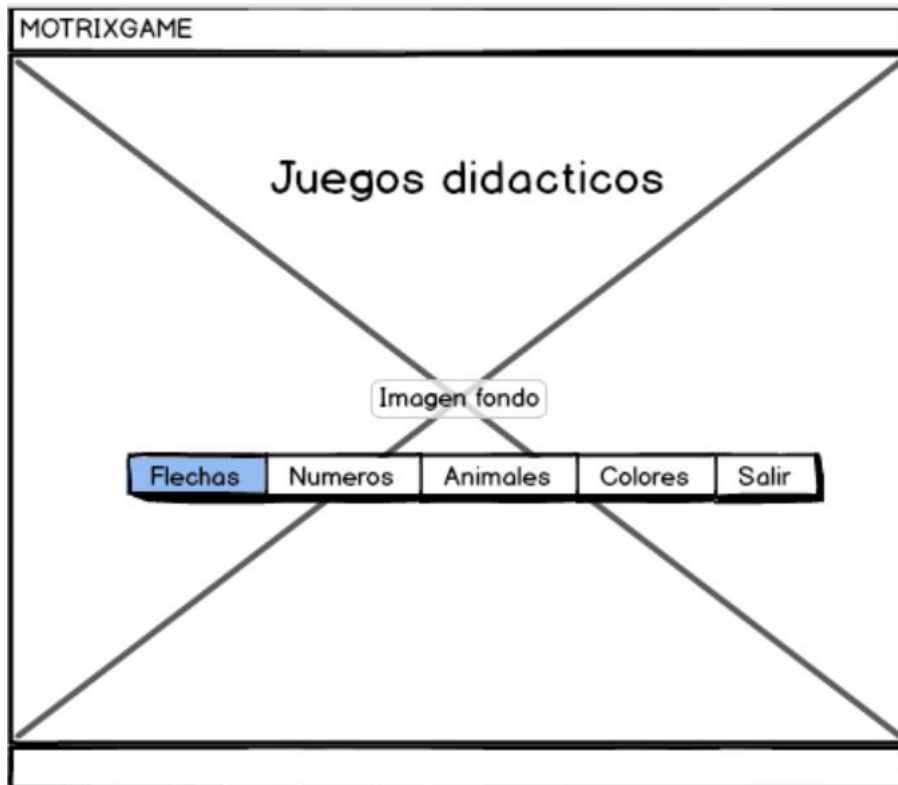 MOTRIXGAME
Juegos didacticos
Imagen fondo
Flechas Numeros Animales Colores Salir